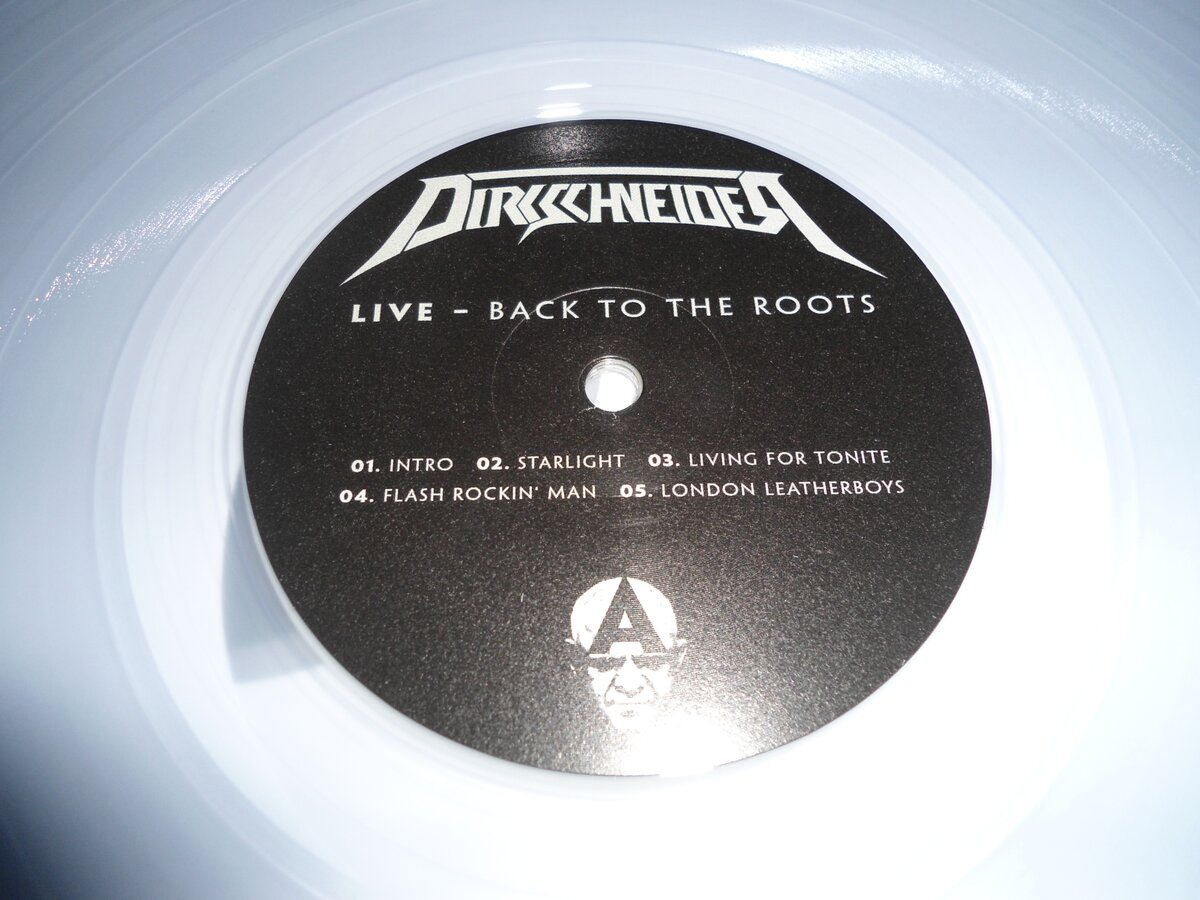 DIRKSCHNEIDER
LIVE – BACK TO THE ROOTS
01. INTRO 02. STARLIGHT 03. LIVING FOR TONITE
04. FLASH ROCKIN' MAN 05. LONDON LEATHERBOYS
A